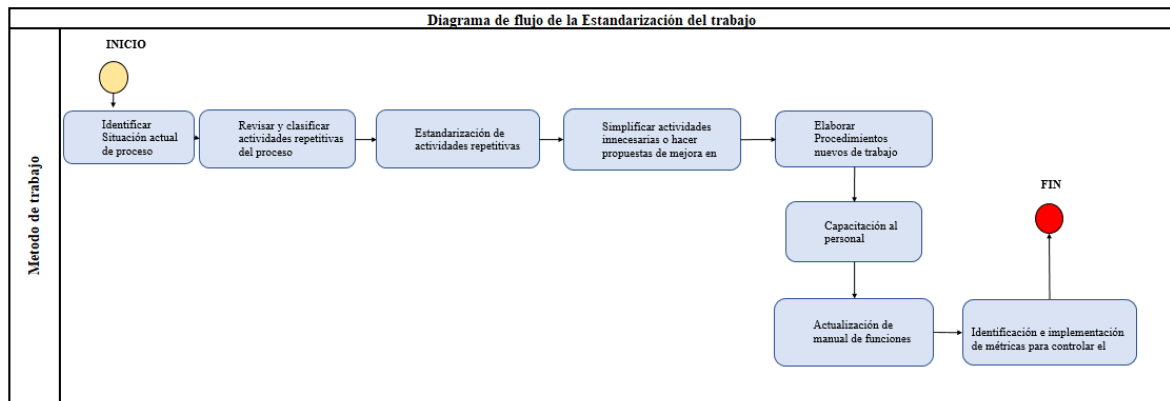 Diagrama de flujo de la Estandarización del trabajo
Metodo de trabajo
INICIO
Identificar
Situación actual
de proceso
Revisar y clasificar
actividades repetitivas
del proceso
Estandarización de
actividades repetitivas
Simplificar actividades
innecesarias o hacer
propuestas de mejora en
Elaborar
Procedimientos
nuevos de trabajo
Capacitación al
personal
Actualización de
manual de funciones
Identificación e implementación
de métricas para controlar el
FIN